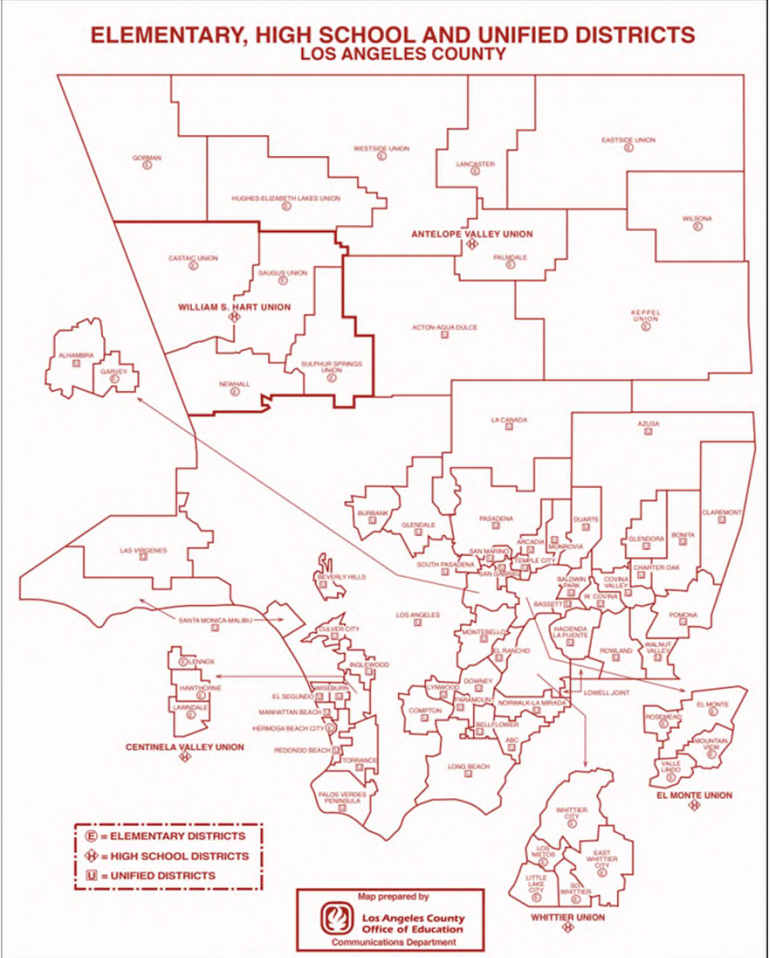 ELEMENTARY, HIGH SCHOOL AND UNIFIED DISTRICTS
LOS ANGELES COUNTY
GORMAN
E
WESTSIDE UNION
E
LANCASTER
E
EASTSIDE UNION
E
HUGHES-ELIZABETH LAKES UNION
E
WILSONA
E
ANTELOPE VALLEY UNION
H
CASTAIC UNION
E
SAUGUS UNION
E
PALMDALE
E
WILLIAM S. HART UNION
H
ACTON-AGUA DULCE
U
KEPPEL
UNION
E
ALHAMBRA
U
GARVEY
E
NEWHALL
E
SULPHUR SPRINGS
UNION
E
LA CANADA
U
AZUSA
U
BURBANK
U
GLENDALE
U
PASADENA
U
DUARTE
U
CLAREMONT
U
ARCADIA
U
MONROVIA
U
GLENDORA
U
BONITA
U
LAS VIRGENES
U
SAN MARINO
U
SOUTH PASADENA
U
TEMPLE CITY
U
SAN GABRIEL
U
CHARTER OAK
U
BEVERLY HILLS
U
BALDWIN
PARK
U
COVINA
VALLEY
U
BASSETT
U
W. COVINA
U
SANTA MONICA-MALIBU
U
LOS ANGELES
U
POMONA
U
CULVER CITY
U
MONTEBELLO
U
HACIENDA
LA PUENTE
U
EL RANCHO
U
ROWLAND
U
WALNUT
VALLEY
U
LENNOX
E
HAWTHORNE
E
LAWNDALE
E
CENTINELA VALLEY UNION
H
INGLEWOOD
U
EL SEGUNDO
U
WISEBURN
U
MANHATTAN BEACH
U
HERMOSA BEACH CITY
E
REDONDO BEACH
U
TORRANCE
U
PALOS VERDES
PENINSULA
U
LYNWOOD
U
DOWNEY
U
PARAMOUNT
U
COMPTON
U
NORWALK-LA MIRADA
U
LOWELL JOINT
BELLFLOWER
U
ABC
U
LONG BEACH
U
EL MONTE
E
ROSEMEAD
E
MOUNTAIN
VIEW
E
VALLE
LINDO
E
EL MONTE UNION
H
WHITTIER
CITY
E
LOS
NIETOS
E
EAST
WHITTIER
CITY
E
LITTLE
LAKE
CITY
E
SO.
WHITTIER
E
WHITTIER UNION
H
E = ELEMENTARY DISTRICTS
H = HIGH SCHOOL DISTRICTS
U = UNIFIED DISTRICTS
Map prepared by
Los Angeles County
Office of Education
Communications Department